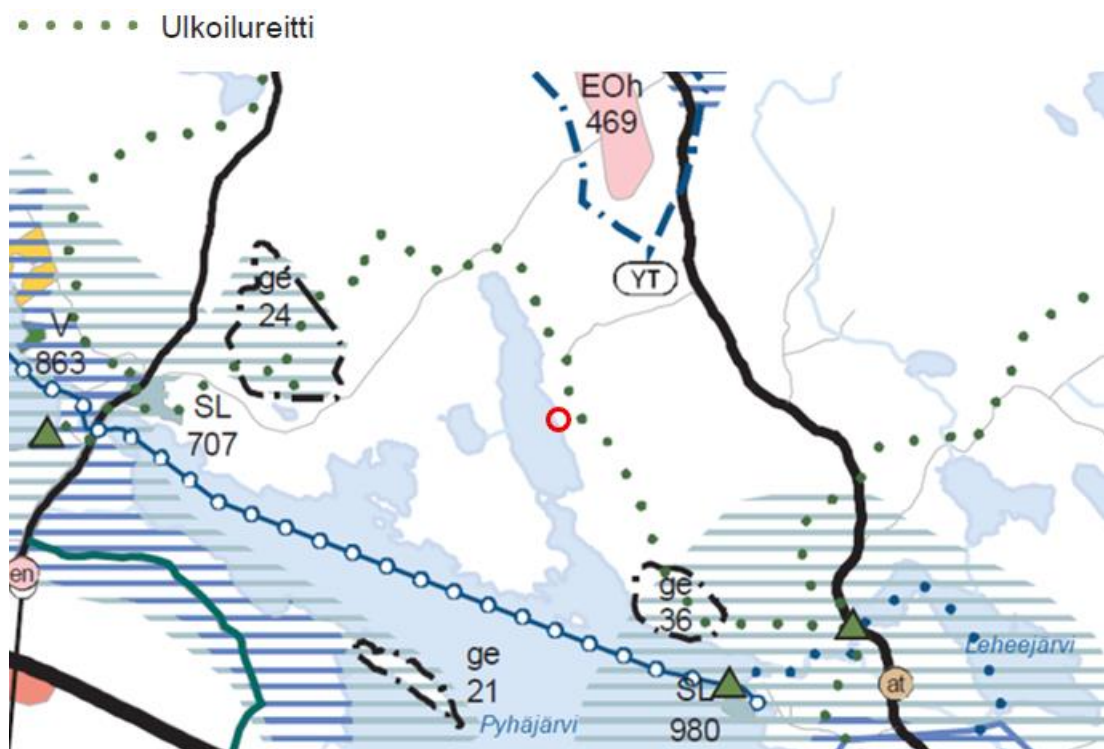 Ulkoilureitti
EOh
469
YT
ge
24
V
863
SL
707
ge
36
en
ge
21
Leheejärvi
at
SL
980
Pyhäjärvi